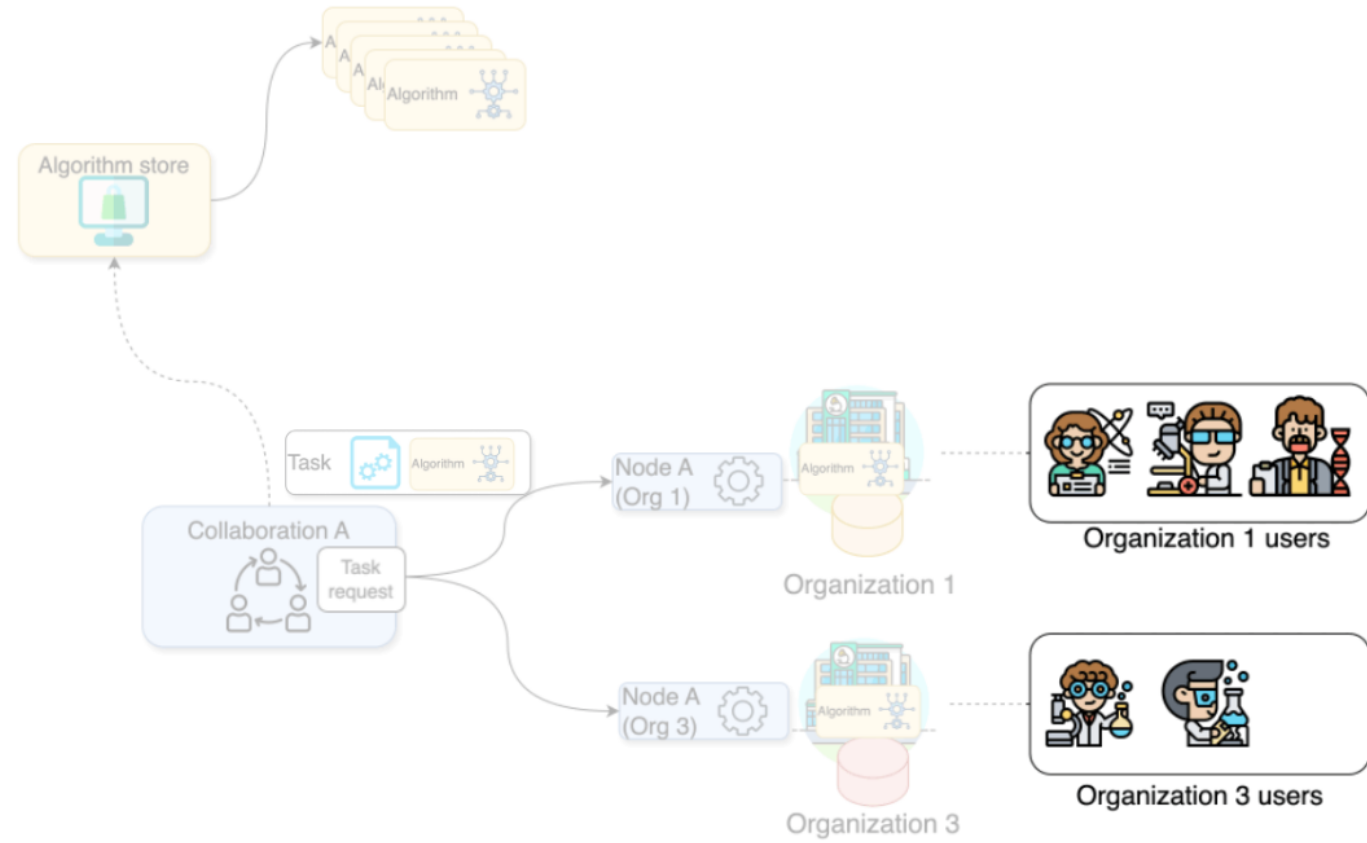 A
A
A
Al
Algorithm
Algorithm store
Task
Algorithm
Node A
(Org 1)
Algorithm
Organization 1 users
Collaboration A
Task
request
Organization 1
Node A
(Org 3)
Algorithm
Organization 3 users
Organization 3